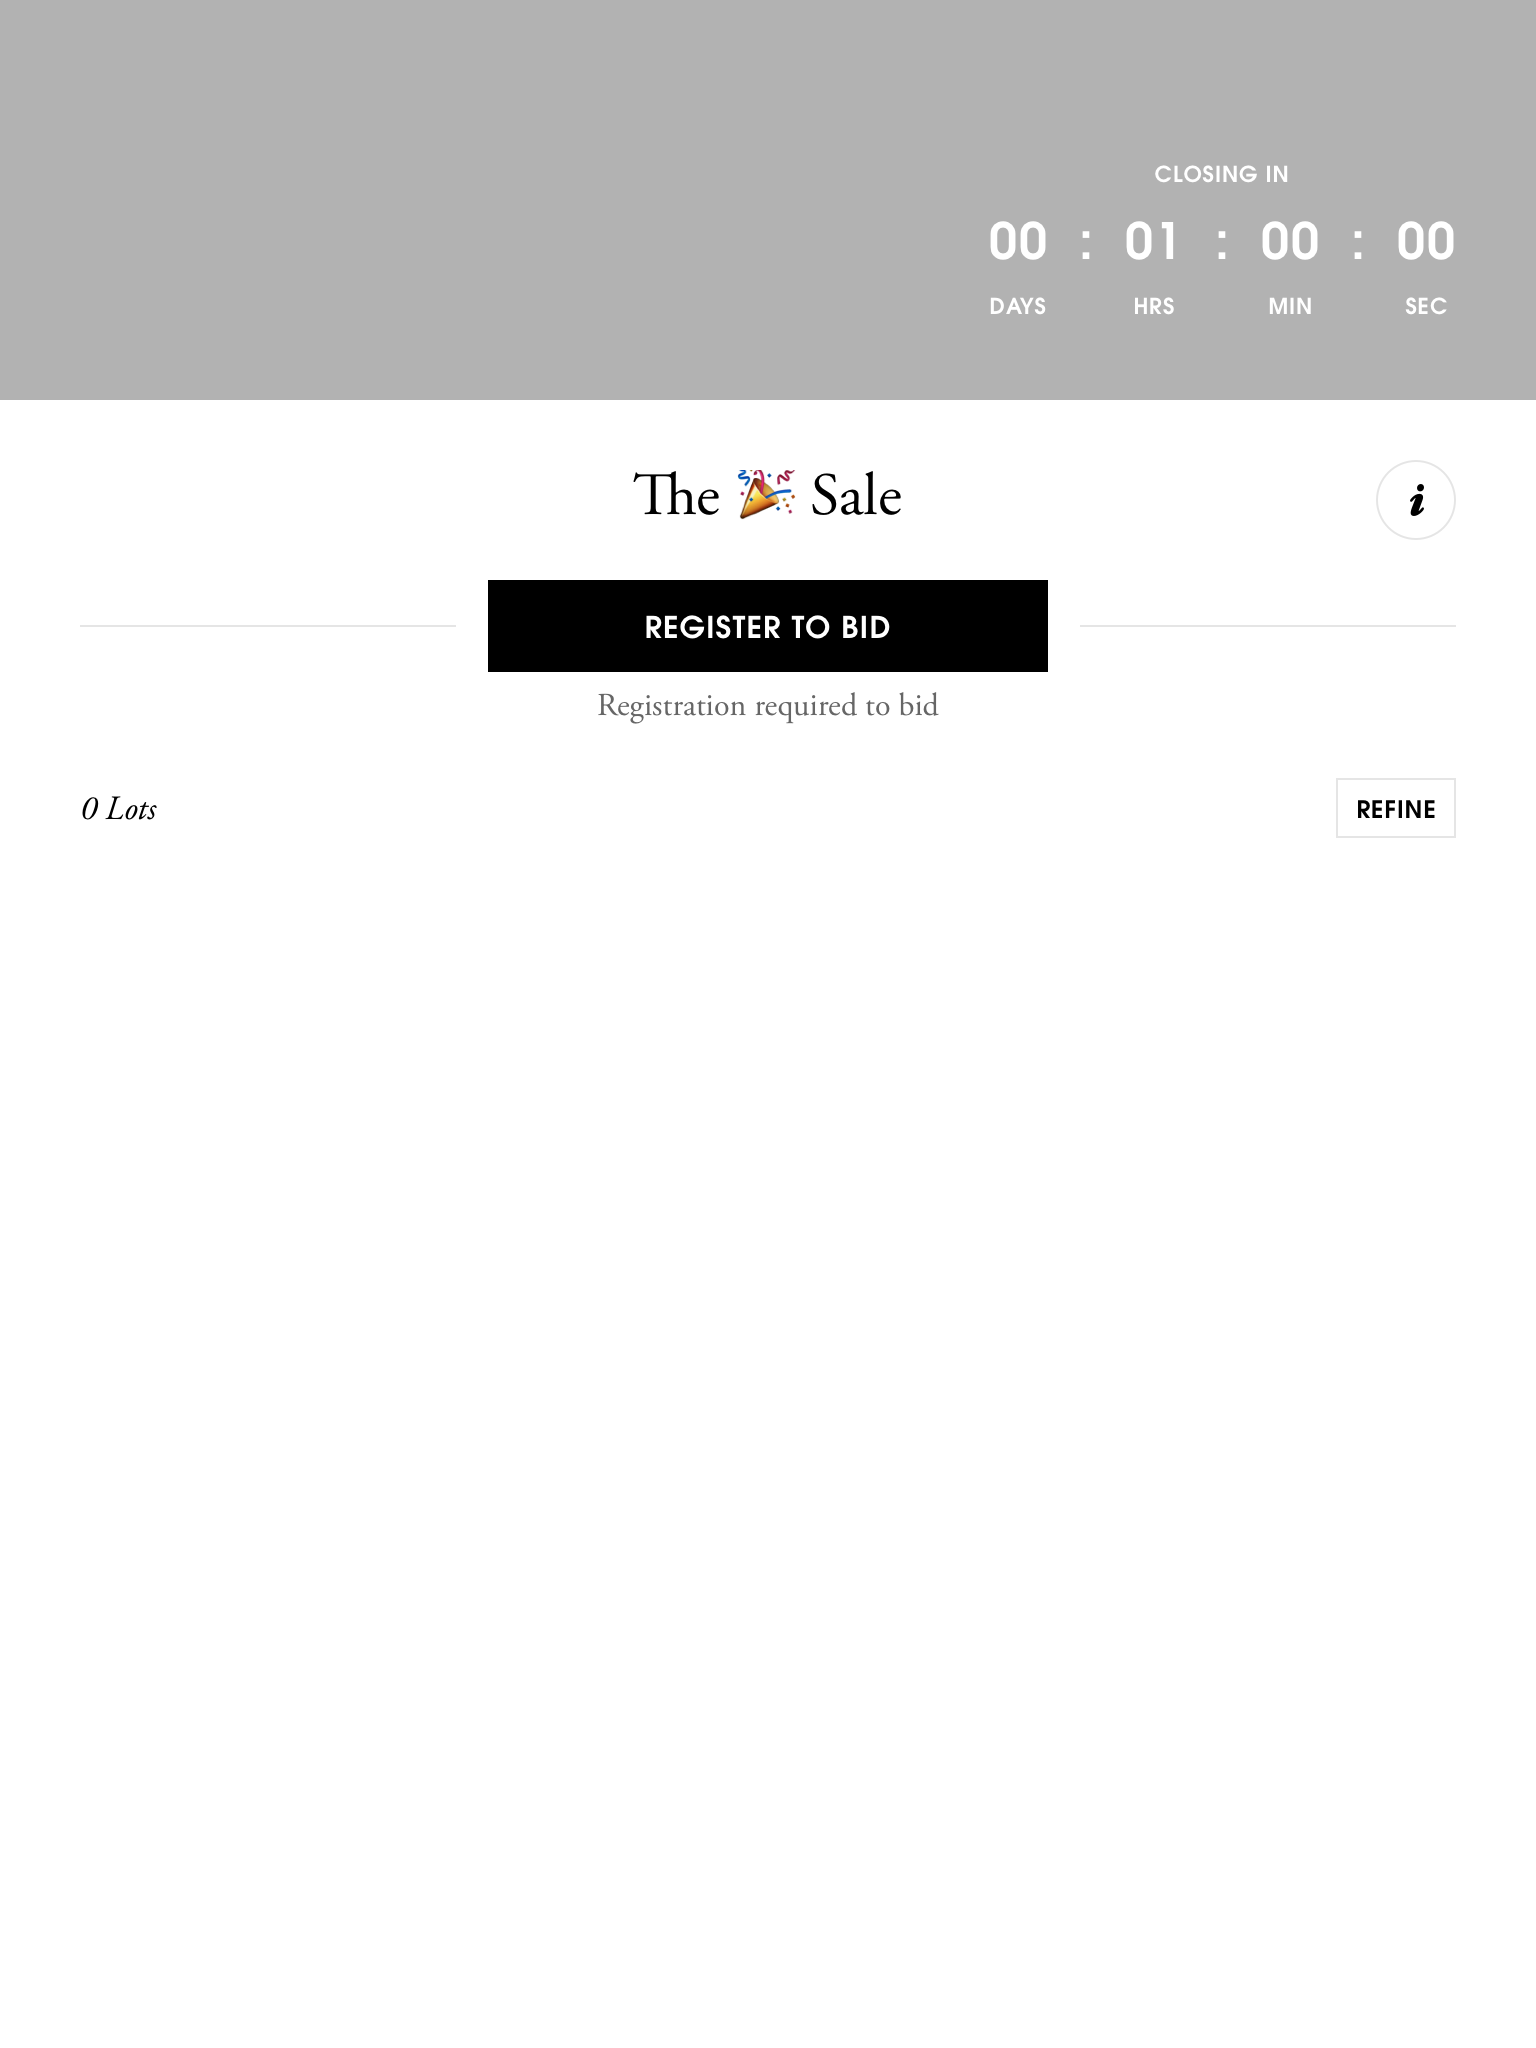 CLOSING IN
00 : 01 : 00 : 00
DAYS HRS MIN SEC
The 🎉 Sale
i
REGISTER TO BID
Registration required to bid
0 Lots
REFINE